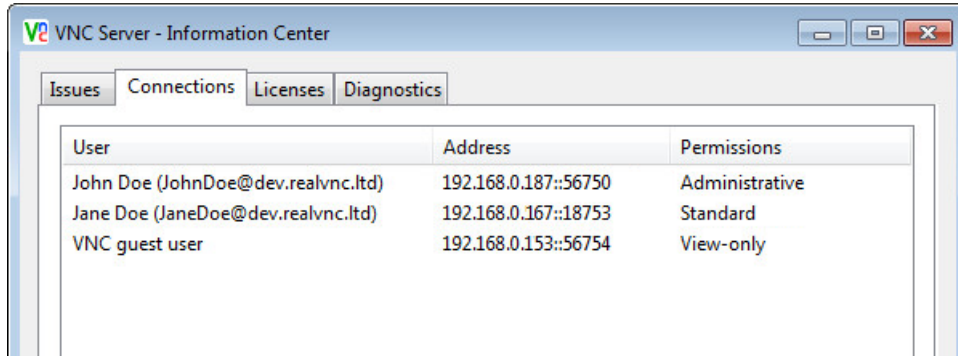 VNC Server - Information Center
Issues Connections Licenses Diagnostics
User Address Permissions
John Doe (JohnDoe@dev.realvnc.ltd) 192.168.0.187::56750 Administrative
Jane Doe (JaneDoe@dev.realvnc.ltd) 192.168.0.167::18753 Standard
VNC guest user 192.168.0.153::56754 View-only